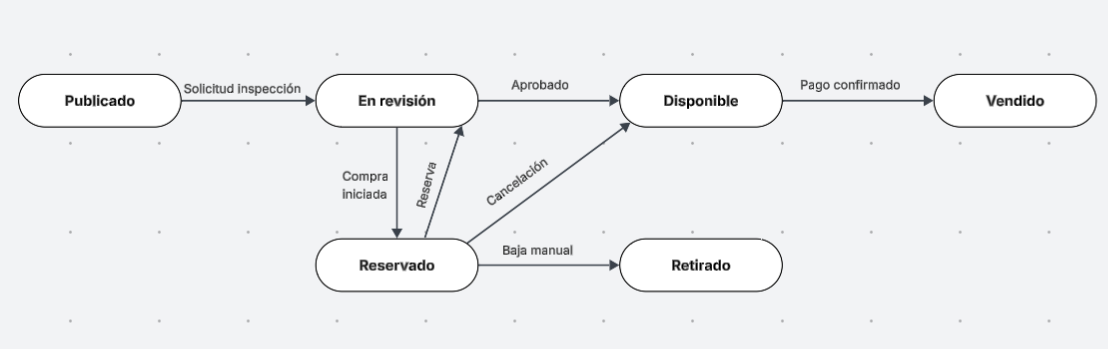 Solicitud inspección
Aprobado
Pago confirmado
Publicado
En revisión
Disponible
Vendido
Compra
iniciada
Reserva
Cancelación
Baja manual
Reservado
Retirado